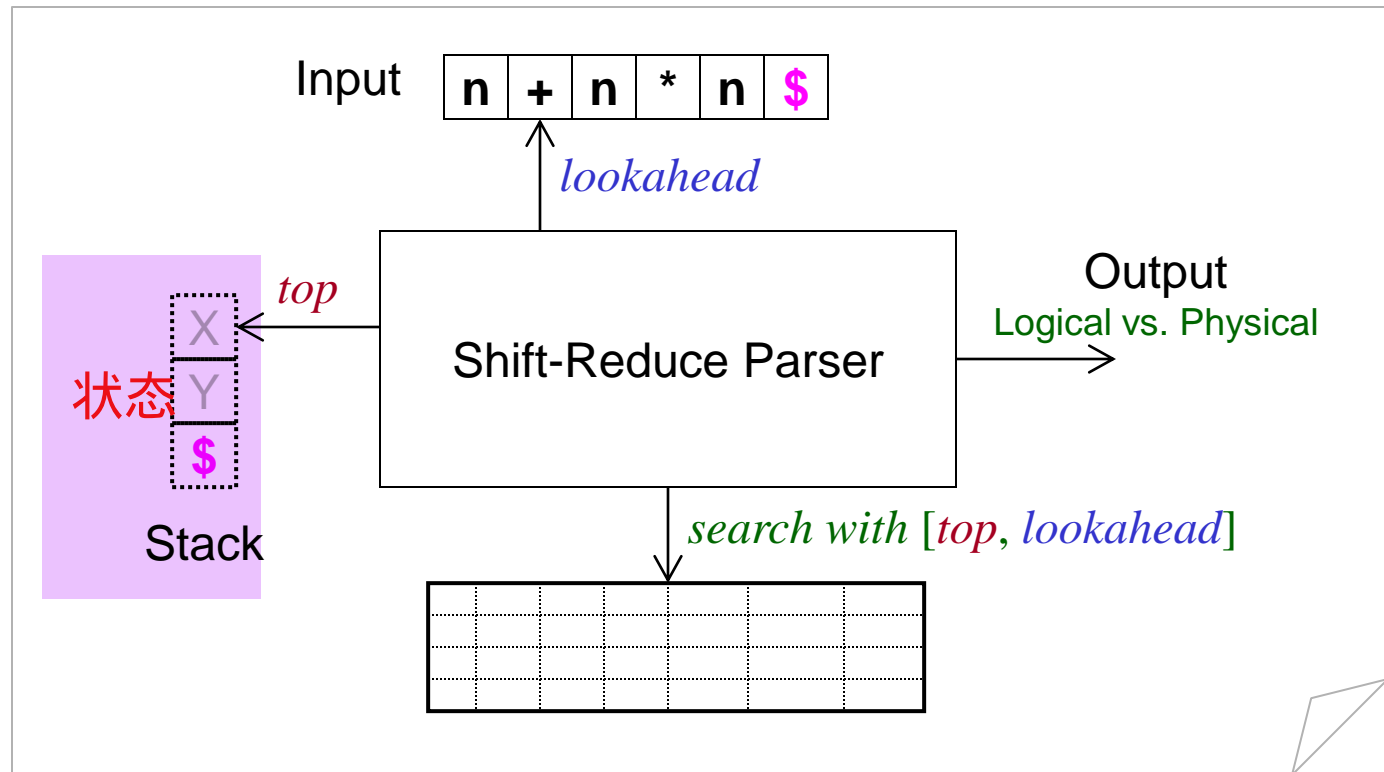 Input
n + n * n $
lookahead
top
X
状态 Y
$
Stack
Shift-Reduce Parser
Output
Logical vs. Physical
search with [top, lookahead]